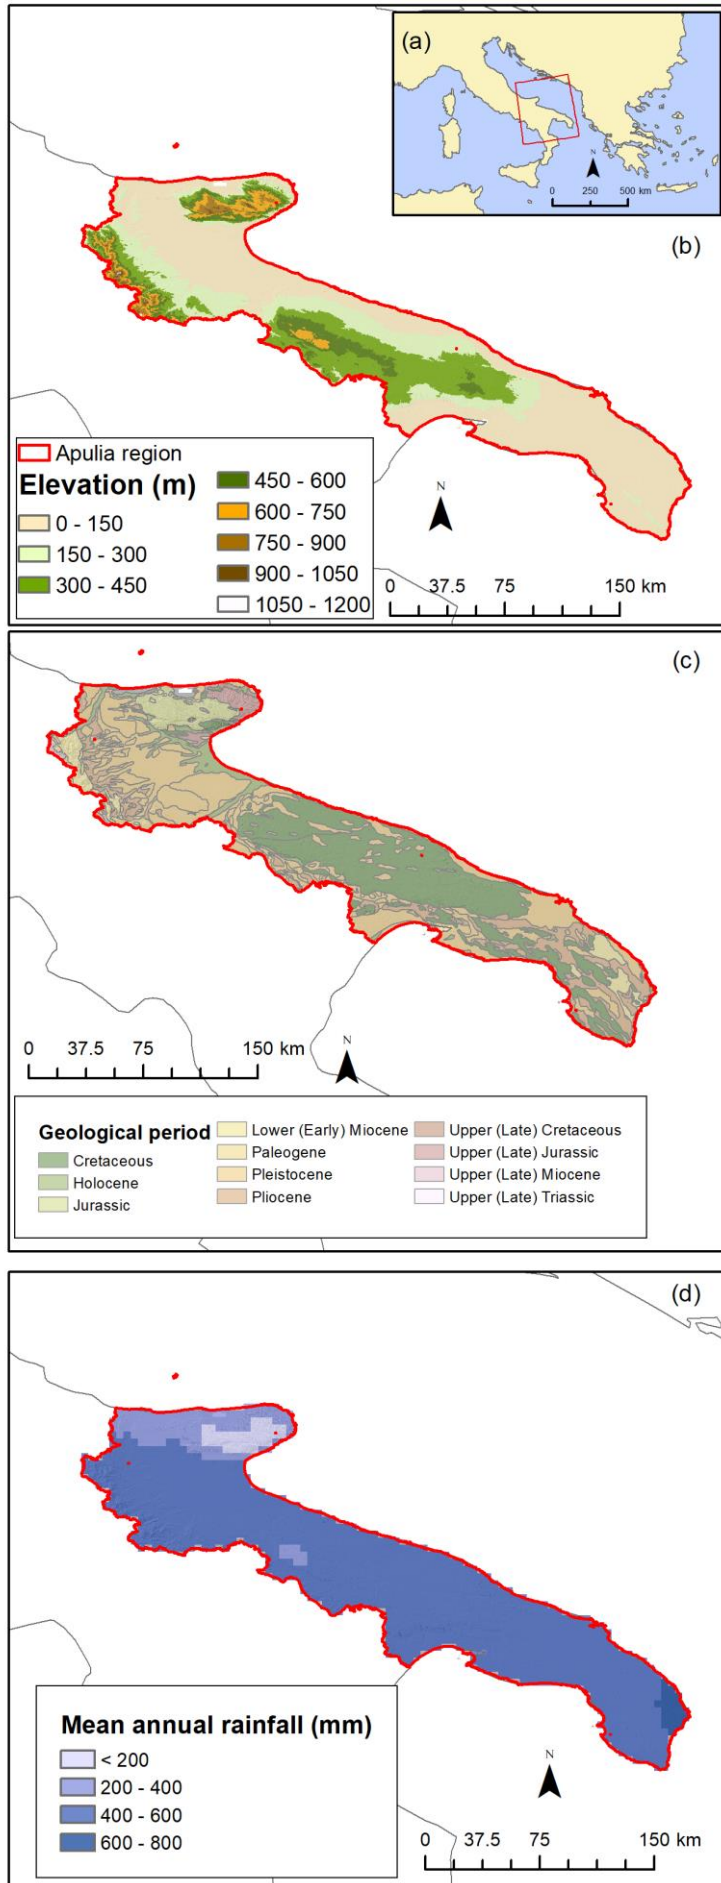 (a)
N
0 250 500 km
(b)
Apulia region
Elevation (m)
0 - 150
150 - 300
300 - 450
450 - 600
600 - 750
750 - 900
900 - 1050
1050 - 1200
N
0 37.5 75 150 km
(c)
0 37.5 75 150 km
N
Geological period
Cretaceous
Holocene
Jurassic
Lower (Early) Miocene
Paleogene
Pleistocene
Pliocene
Upper (Late) Cretaceous
Upper (Late) Jurassic
Upper (Late) Miocene
Upper (Late) Triassic
(d)
Mean annual rainfall (mm)
< 200
200 - 400
400 - 600
600 - 800
N
0 37.5 75 150 km